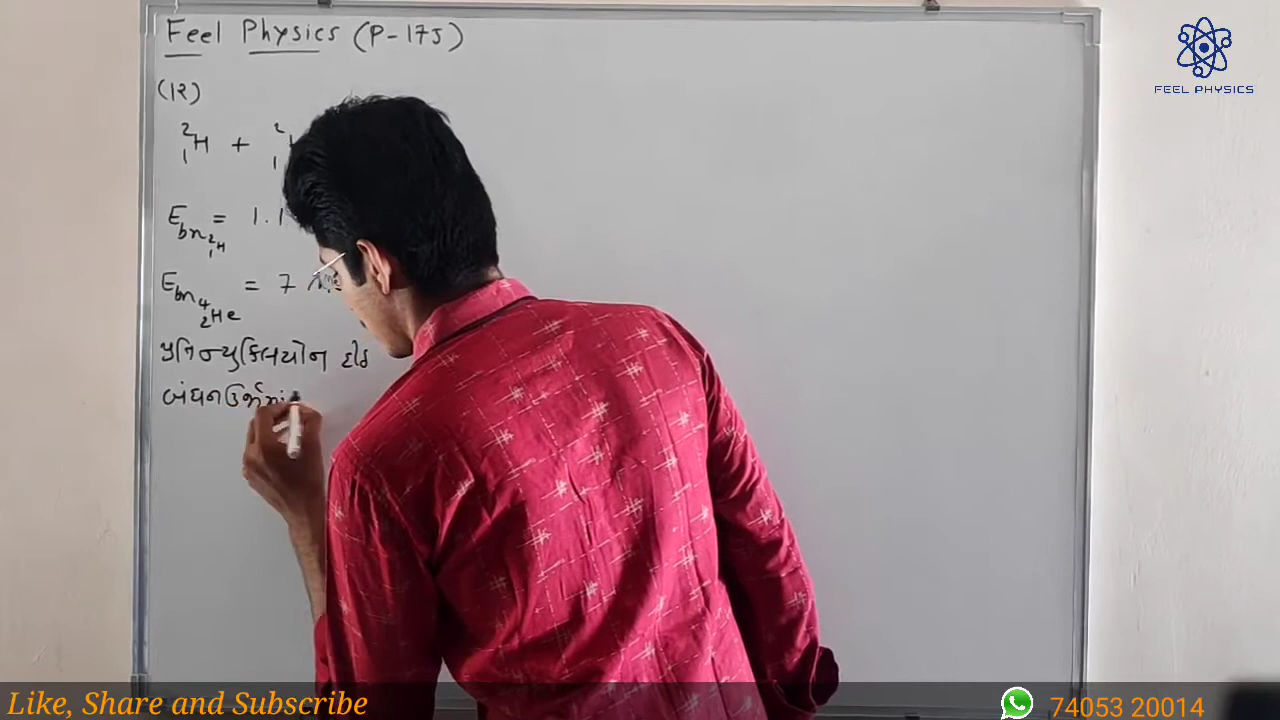 Feel Physics (P-175)
FEEL PHYSICS
(૧૨)
²₁H + ²₁
E_bn ²₁H = 1.1
E_bn ⁴₂He = 7
પ્રતિ ન્યુક્લિયોન દીઠ
બંધનઊર્જામાં
Like, Share and Subscribe
74053 20014